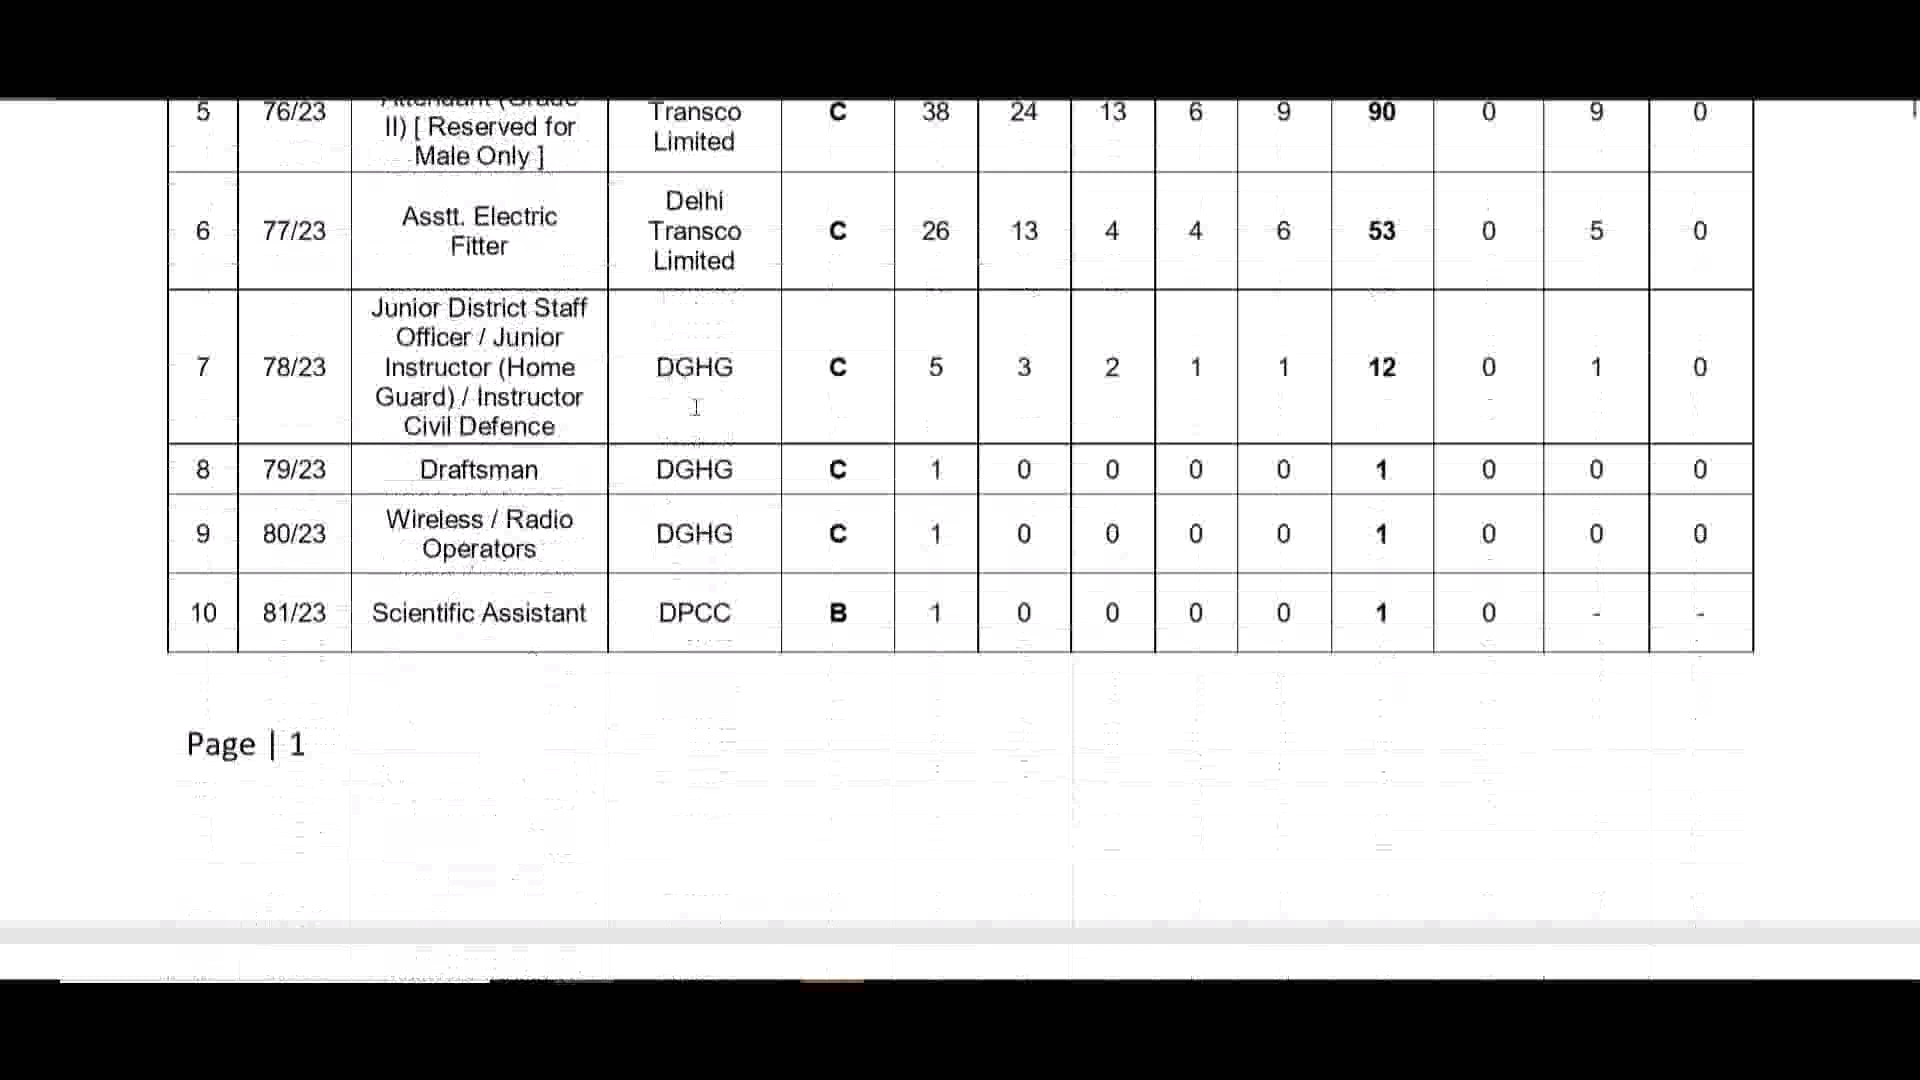 5 76/23 II) [ Reserved for Male Only ] Transco Limited C 38 24 13 6 9 90 0 9 0
6 77/23 Asstt. Electric Fitter Delhi Transco Limited C 26 13 4 4 6 53 0 5 0
7 78/23 Junior District Staff Officer / Junior Instructor (Home Guard) / Instructor Civil Defence DGHG C 5 3 2 1 1 12 0 1 0
8 79/23 Draftsman DGHG C 1 0 0 0 0 1 0 0 0
9 80/23 Wireless / Radio Operators DGHG C 1 0 0 0 0 1 0 0 0
10 81/23 Scientific Assistant DPCC B 1 0 0 0 0 1 0 - -
Page | 1